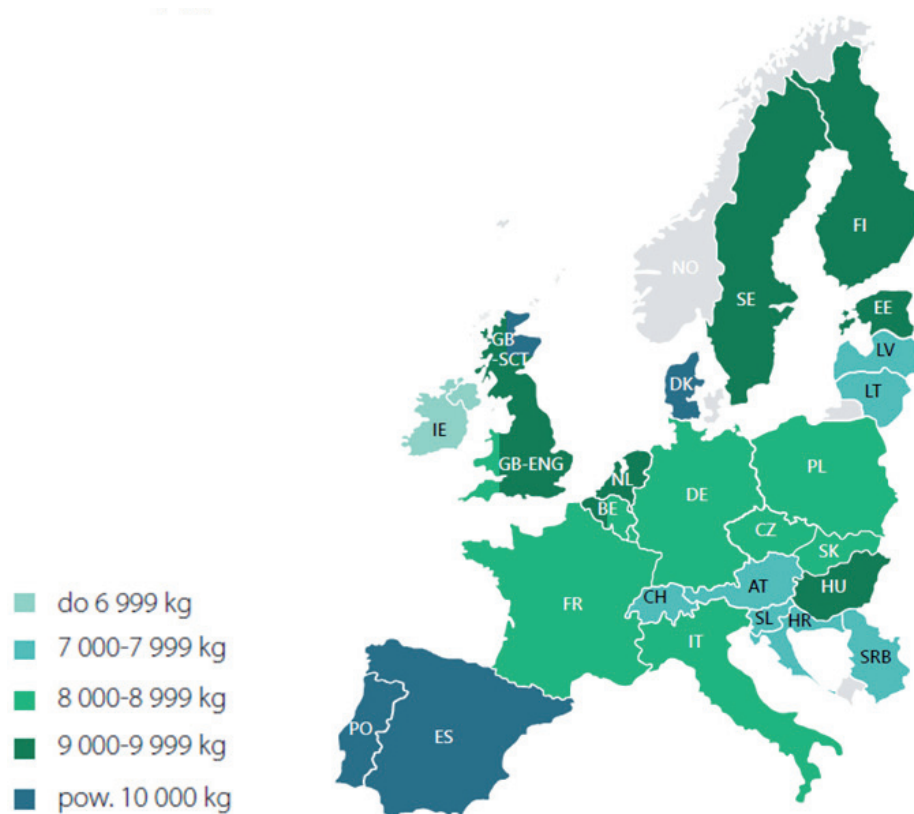 NO
FI
SE
EE
GB
-SCT
LV
DK
LT
IE
GB-ENG
NL
PL
DE
BE
CZ
SK
do 6 999 kg
FR
CH
AT
HU
7 000-7 999 kg
SL
HR
IT
SRB
8 000-8 999 kg
PO
ES
9 000-9 999 kg
pow. 10 000 kg